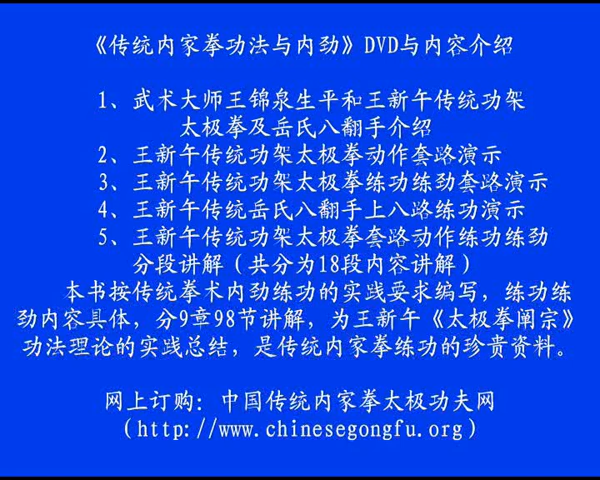 《传统内家拳功法与内劲》DVD与内容介绍
1、武术大师王锦泉生平和王新午传统功架
太极拳及岳氏八翻手介绍
2、王新午传统功架太极拳动作套路演示
3、王新午传统功架太极拳练功练劲套路演示
4、王新午传统岳氏八翻手上八路练功演示
5、王新午传统功架太极拳套路动作练功练劲
分段讲解（共分为18段内容讲解）
本书按传统拳术内劲练功的实践要求编写，练功练
劲内容具体，分9章98节讲解，为王新午《太极拳阐宗》
功法理论的实践总结，是传统内家拳练功的珍贵资料。
网上订购：中国传统内家拳太极功夫网
（http://www.chinesegongfu.org）